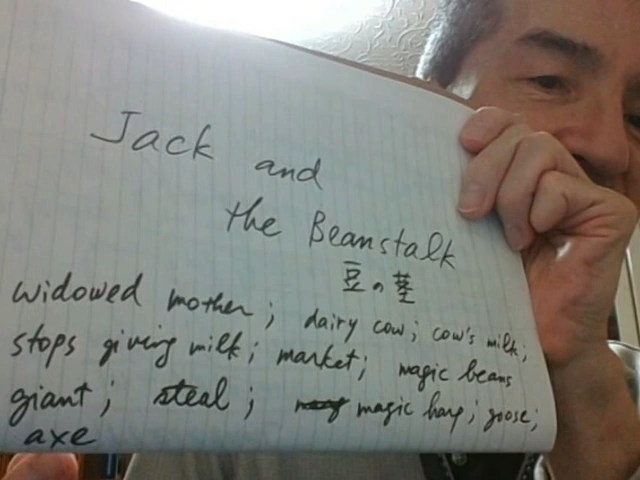 Jack and
the Beanstalk
豆の茎
widowed mother; dairy cow; cow's milk;
stops giving milk; market; magic beans
giant; steal; magic harp; goose;
axe